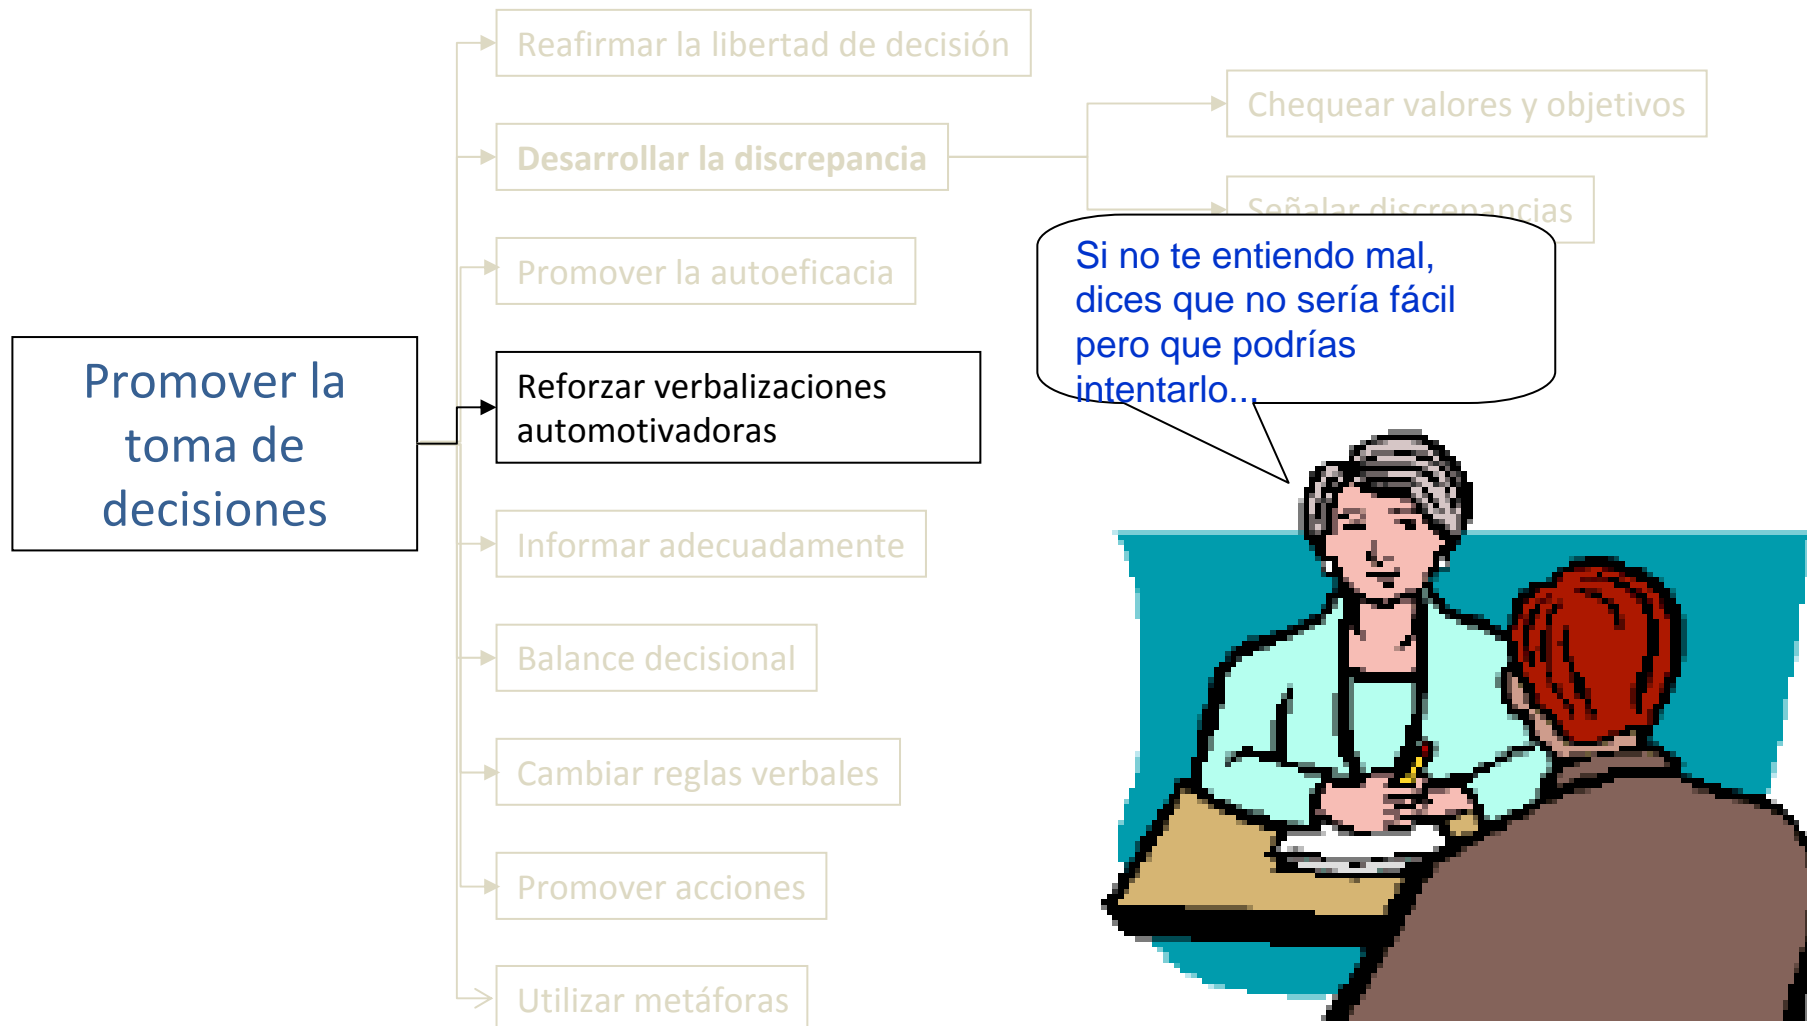 Reafirmar la libertad de decisión
Chequear valores y objetivos
Desarrollar la discrepancia
Señalar discrepancias
Promover la autoeficacia
Si no te entiendo mal,
dices que no sería fácil
pero que podrías
intentarlo...
Promover la
toma de
decisiones
Reforzar verbalizaciones
automotivadoras
Informar adecuadamente
Balance decisional
Cambiar reglas verbales
Promover acciones
Utilizar metáforas